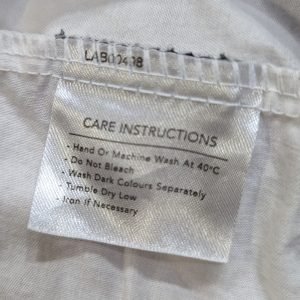 CARE INSTRUCTIONS
- Hand Or Machine Wash At 40°C
- Do Not Bleach
- Wash Dark Colours Separately
- Tumble Dry Low
- Iron If Necessary